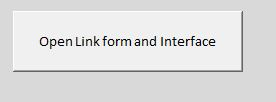 Open Link form and Interface